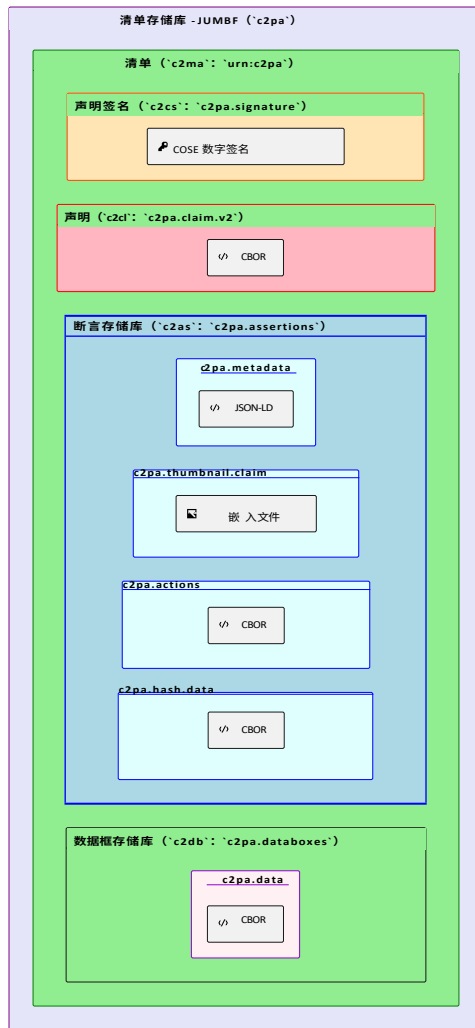 清单存储库 -JUMBF（`c2pa`）
清单（`c2ma`：`urn:c2pa`）
声明签名（`c2cs`：`c2pa.signature`）
COSE 数字签名
声明（`c2cl`：`c2pa.claim.v2`）
CBOR
断言存储库（`c2as`：`c2pa.assertions`）
c2pa.metadata
JSON-LD
c2pa.thumbnail.claim
嵌 入文件
c2pa.actions
CBOR
c2pa.hash.data
CBOR
数据框存储库（`c2db`：`c2pa.databoxes`）
c2pa.data
CBOR